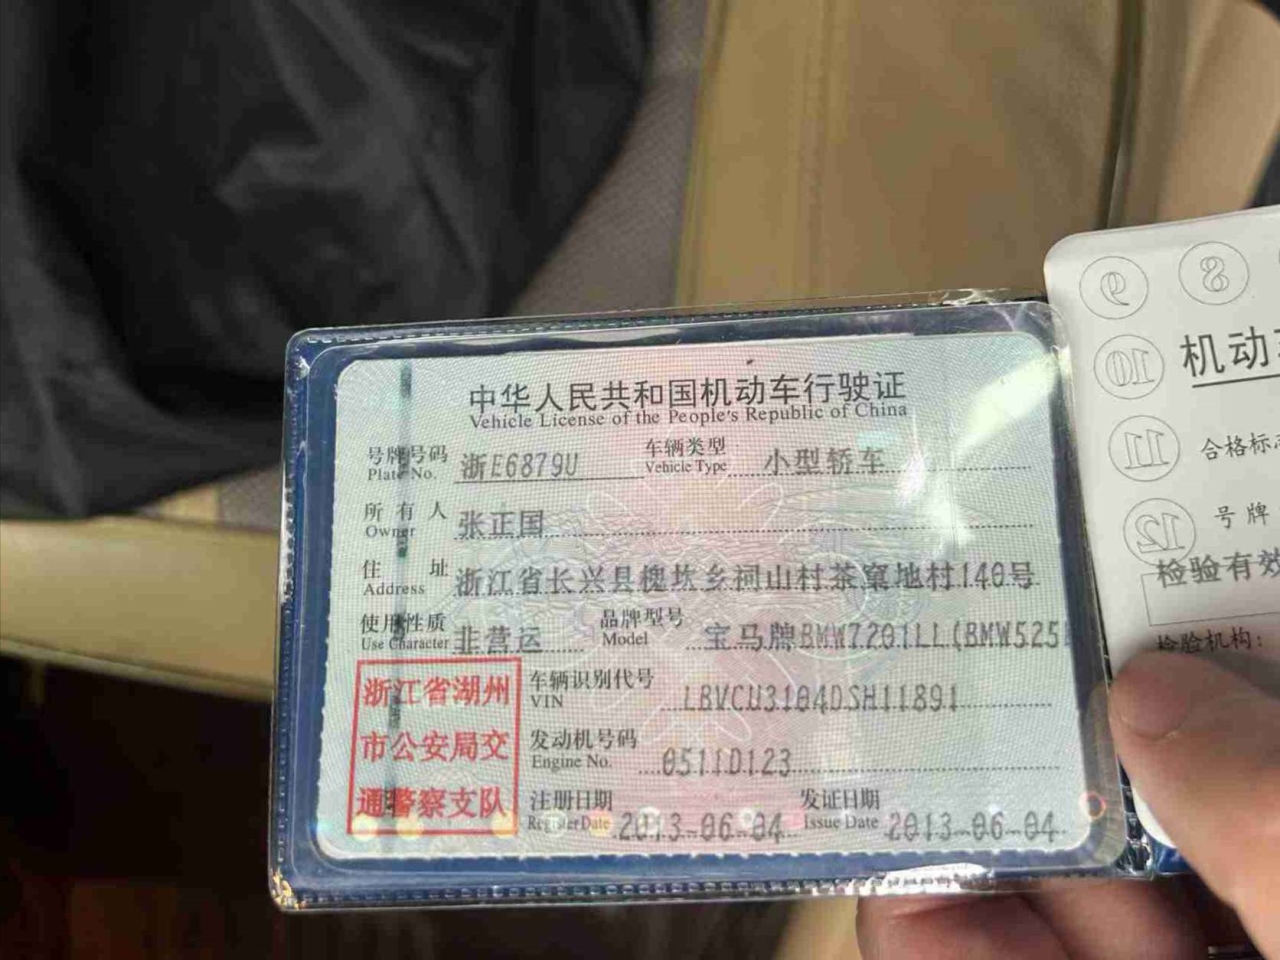 中华人民共和国机动车行驶证
Vehicle License of the People's Republic of China
号牌号码 浙E6879U 车辆类型 小型轿车
Plate No. Vehicle Type
所有人 张正国
Owner
住址 浙江省长兴县槐坎乡祠山村茶窠地村140号
Address
使用性质 非营运 品牌型号 宝马牌BMW7201LL(BMW525
Use Character Model
浙江省湖州
市公安局交
通警察支队
车辆识别代号 LBVCU3104DSH11891
VIN
发动机号码 0511D123
Engine No.
注册日期 2013-06-04 发证日期 2013-06-04
Register Date Issue Date
9 8
10
11
12
机动
合格标
号牌
检验有效
检验机构: